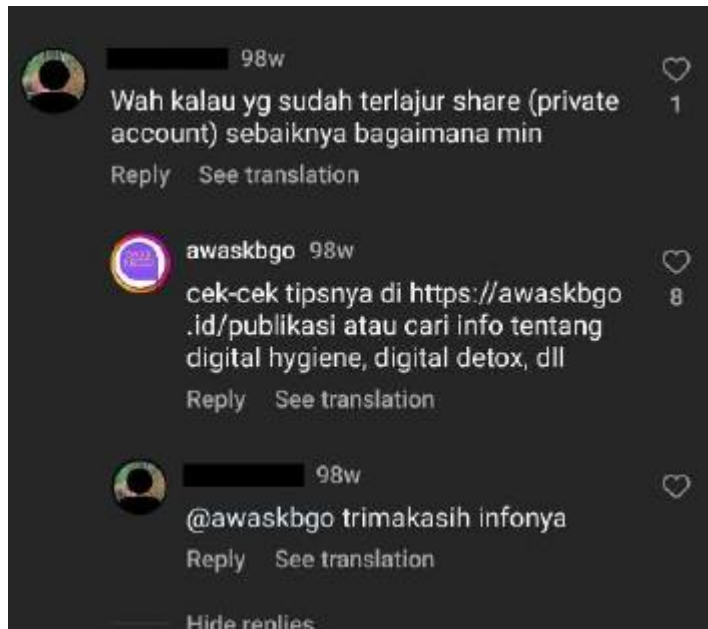 98w
Wah kalau yg sudah terlajur share (private
account) sebaiknya bagaimana min
1
Reply See translation
awaskbgo 98w
cek-cek tipsnya di https://awaskbgo
.id/publikasi atau cari info tentang
digital hygiene, digital detox, dll
8
Reply See translation
98w
@awaskbgo trimakasih infonya
Reply See translation
Hide replies